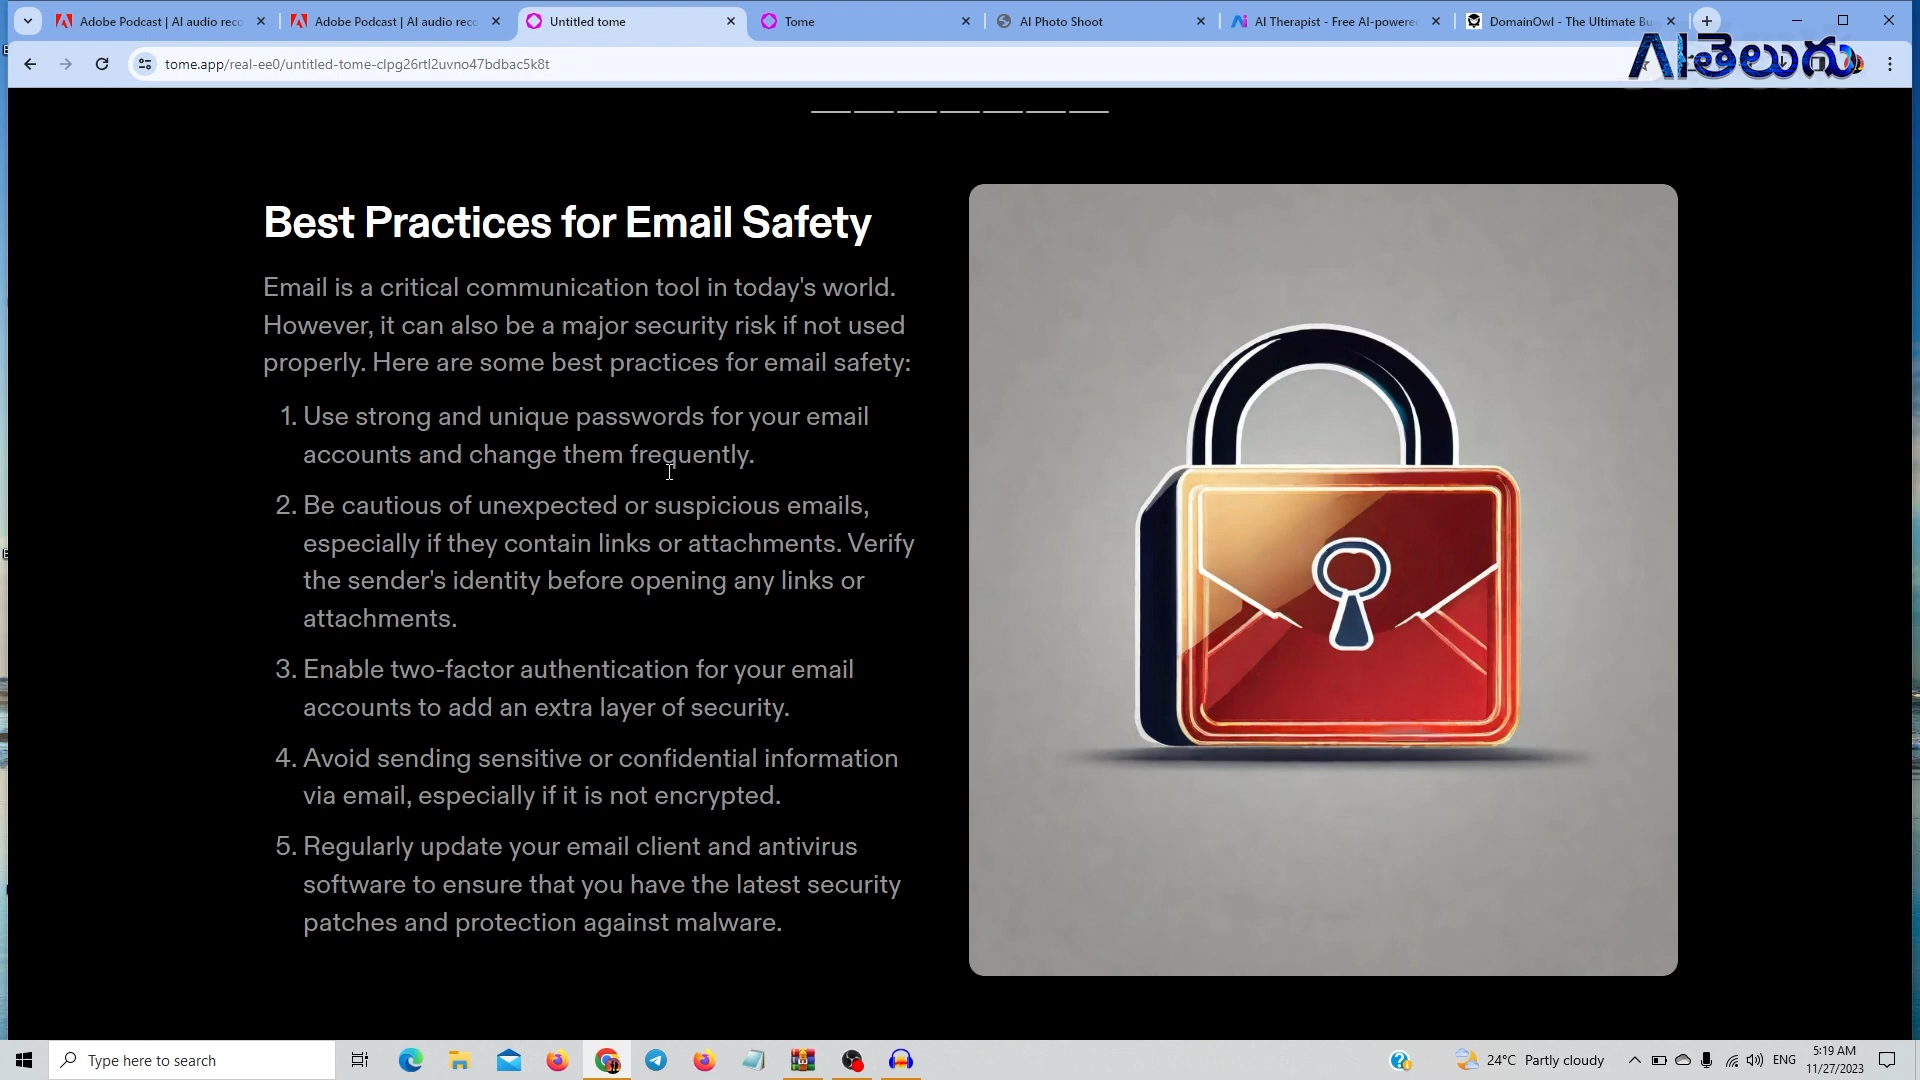 Adobe Podcast | AI audio reco
Adobe Podcast | AI audio reco
Untitled tome
Tome
AI Photo Shoot
AI Therapist - Free AI-powere
DomainOwl - The Ultimate Bu
tome.app/real-ee0/untitled-tome-clpg26rtl2uvno47bdbac5k8t
AIతెలుగు
Best Practices for Email Safety
Email is a critical communication tool in today's world.
However, it can also be a major security risk if not used
properly. Here are some best practices for email safety:
1. Use strong and unique passwords for your email
accounts and change them frequently.
2. Be cautious of unexpected or suspicious emails,
especially if they contain links or attachments. Verify
the sender's identity before opening any links or
attachments.
3. Enable two-factor authentication for your email
accounts to add an extra layer of security.
4. Avoid sending sensitive or confidential information
via email, especially if it is not encrypted.
5. Regularly update your email client and antivirus
software to ensure that you have the latest security
patches and protection against malware.
Type here to search
24°C Partly cloudy
ENG
5:19 AM
11/27/2023